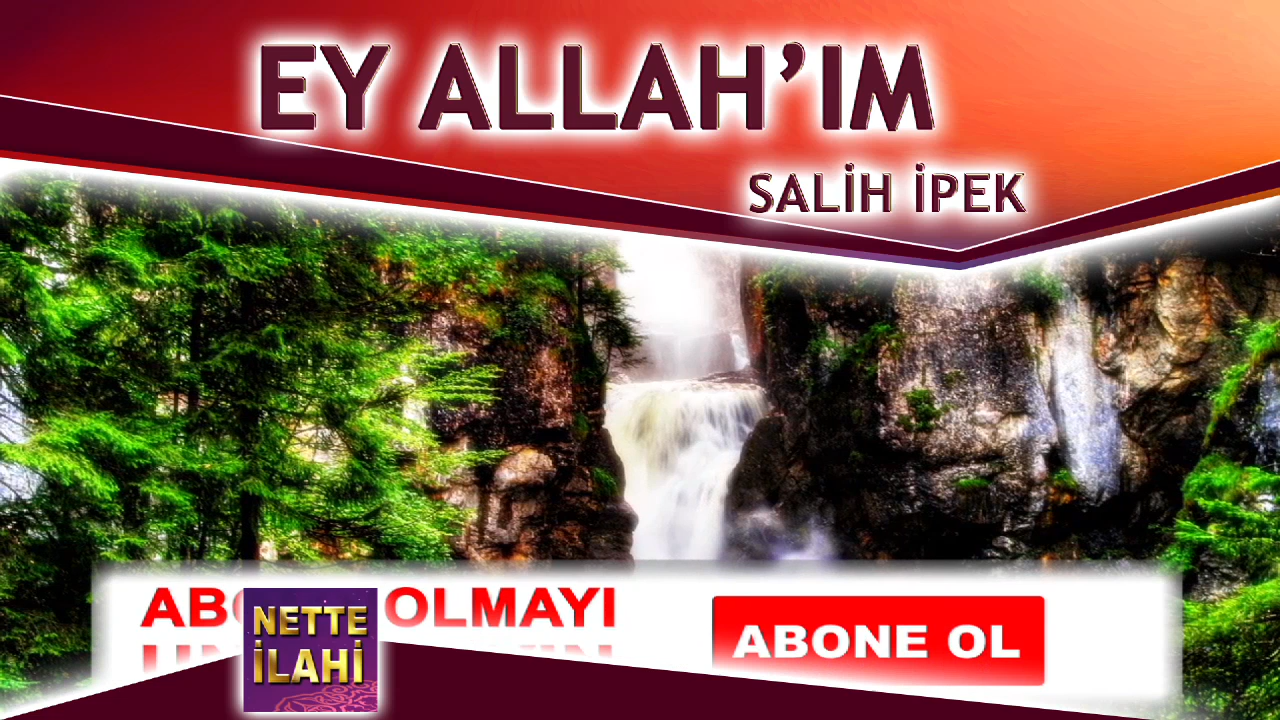 EY ALLAH’IM
SALİH İPEK
OLMAYI
ABONE OL
NETTE
İLAHİ